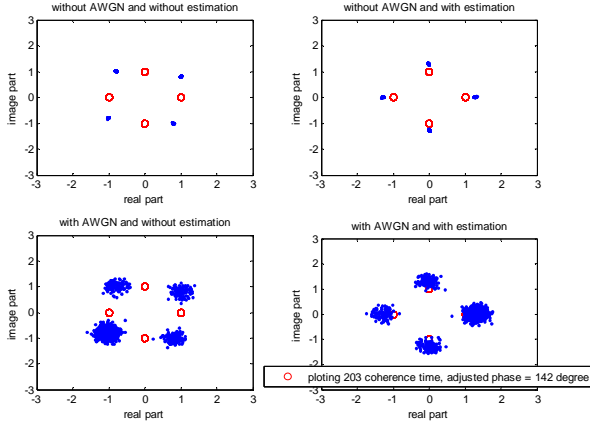 without AWGN and without estimation
3
2
1
0
-1
-2
-3
-3 -2 -1 0 1 2 3
image part
real part
without AWGN and with estimation
3
2
1
0
-1
-2
-3
-3 -2 -1 0 1 2 3
image part
real part
with AWGN and without estimation
3
2
1
0
-1
-2
-3
-3 -2 -1 0 1 2 3
image part
real part
with AWGN and with estimation
3
2
1
0
-1
-3
-3 -2 -1 0 1 2 3
image part
real part
ploting 203 coherence time, adjusted phase = 142 degree